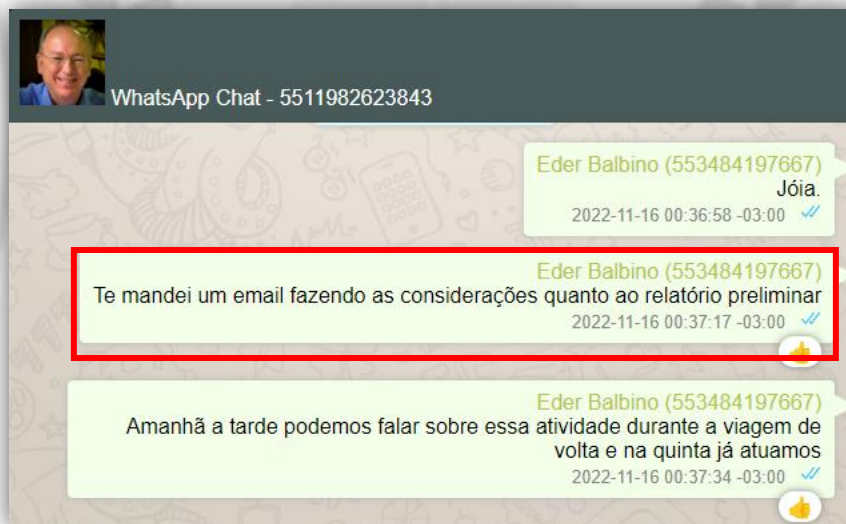 WhatsApp Chat - 5511982623843
Eder Balbino (553484197667)
Jóia.
2022-11-16 00:36:58 -03:00
Eder Balbino (553484197667)
Te mandei um email fazendo as considerações quanto ao relatório preliminar
2022-11-16 00:37:17 -03:00
Eder Balbino (553484197667)
Amanhã a tarde podemos falar sobre essa atividade durante a viagem de
volta e na quinta já atuamos
2022-11-16 00:37:34 -03:00